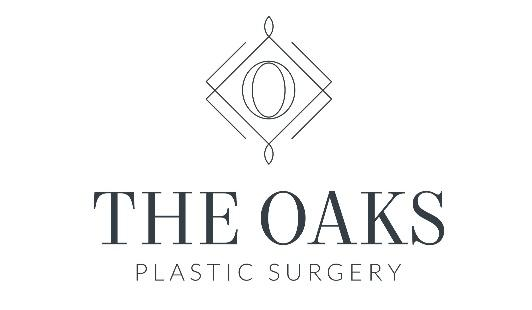 O
THE OAKS
PLASTIC SURGERY